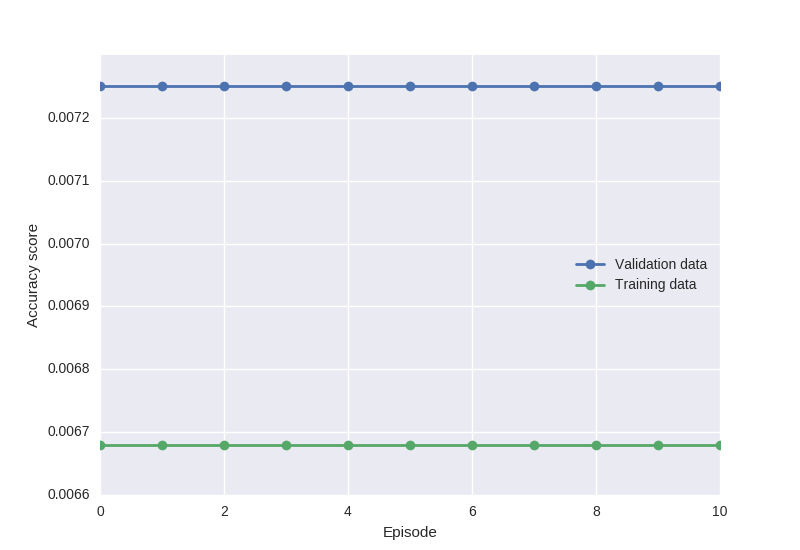 0.0072
0.0071
0.0070
0.0069
0.0068
0.0067
0.0066
Accuracy score
Validation data
Training data
0 2 4 6 8 10
Episode